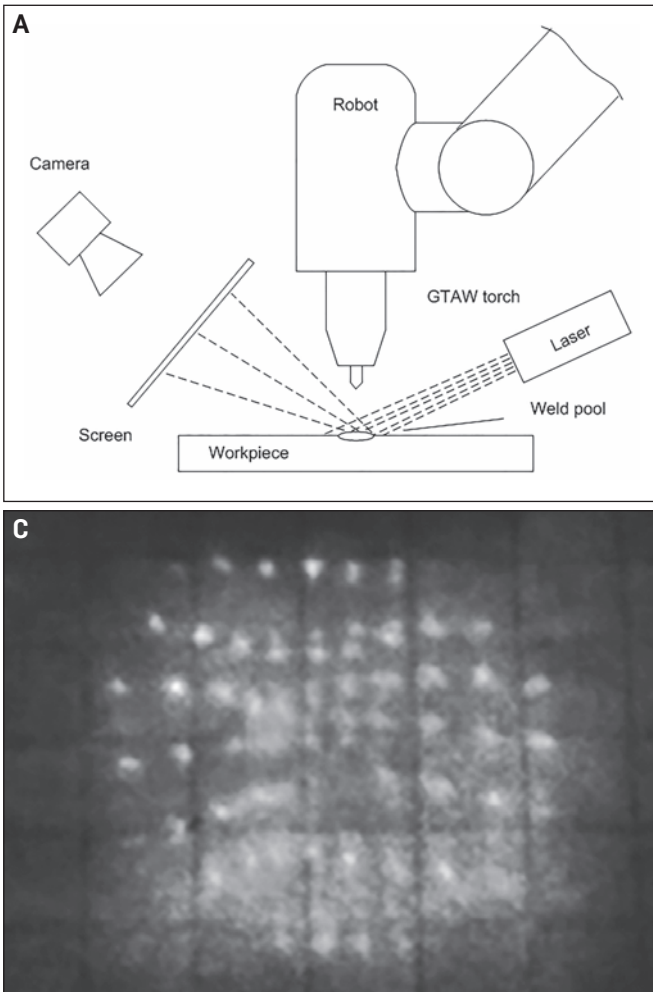 A
Robot
Camera
GTAW torch
Laser
Weld pool
Screen
Workpiece
C